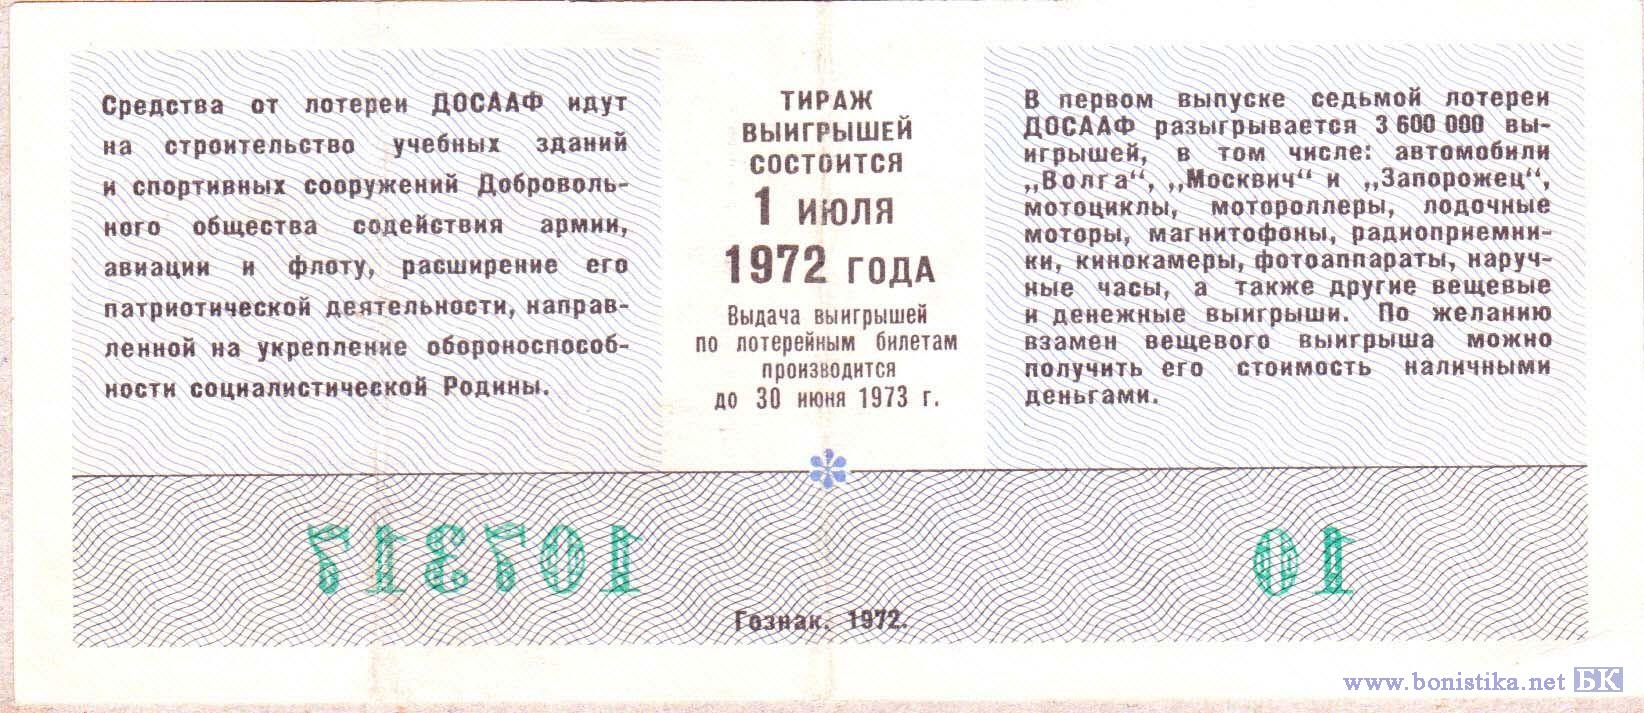 Средства от лотереи ДОСААФ идут
на строительство учебных зданий
и спортивных сооружений Доброволь-
ного общества содействия армии,
авиации и флоту, расширение его
патриотической деятельности, направ-
ленной на укрепление обороноспособ-
ности социалистической Родины.
ТИРАЖ
ВЫИГРЫШЕЙ
СОСТОИТСЯ
1 ИЮЛЯ
1972 ГОДА
Выдача выигрышей
по лотерейным билетам
производится
до 30 июня 1973 г.
В первом выпуске седьмой лотереи
ДОСААФ разыгрывается 3 600 000 вы-
игрышей, в том числе: автомобили
„Волга“, „Москвич“ и „Запорожец“,
мотоциклы, мотороллеры, лодочные
моторы, магнитофоны, радиоприемни-
ки, кинокамеры, фотоаппараты, наруч-
ные часы, а также другие вещевые
и денежные выигрыши. По желанию
взамен вещевого выигрыша можно
получить его стоимость наличными
деньгами.
107317
10
Гознак. 1972.
www.bonistika.net БК